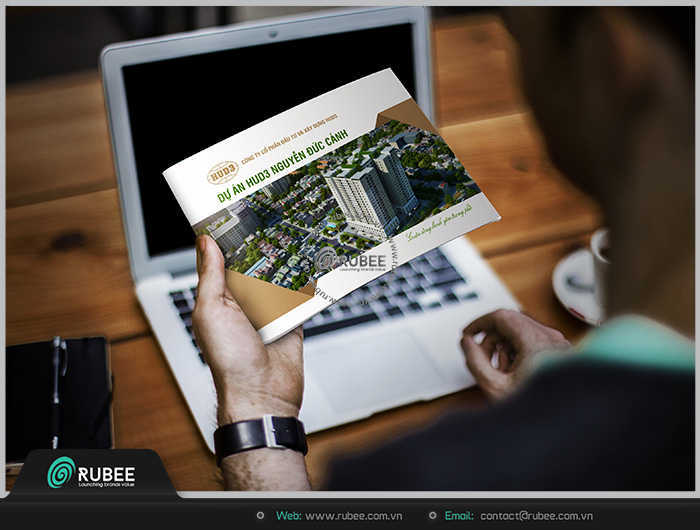 CÔNG TY CỔ PHẦN ĐẦU TƯ VÀ XÂY DỰNG HUD3
HUD3
DỰ ÁN HUD3 NGUYỄN ĐỨC CẢNH
RUBEE
Launching brands value
RUBEE
Launching brands value
Web: www.rubee.com.vn
Email: contact@rubee.com.vn